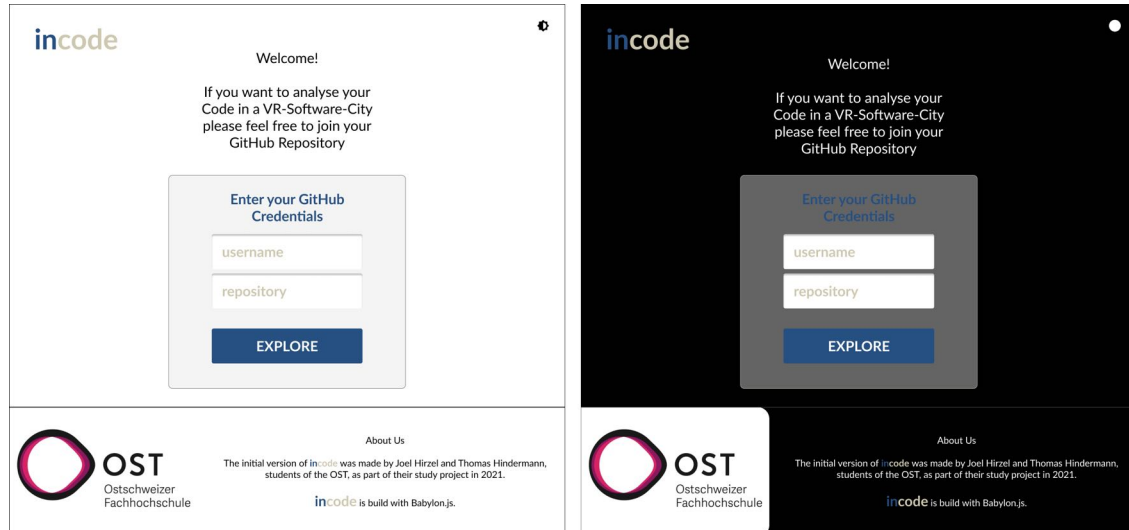 incode
Welcome!
If you want to analyse your
Code in a VR-Software-City
please feel free to join your
GitHub Repository
Enter your GitHub
Credentials
username
repository
EXPLORE
OST
Ostschweizer
Fachhochschule
About Us
The initial version of incode was made by Joel Hirzel and Thomas Hindermann,
students of the OST, as part of their study project in 2021.
incode is build with Babylon.js.
incode
Welcome!
If you want to analyse your
Code in a VR-Software-City
please feel free to join your
GitHub Repository
Enter your GitHub
Credentials
username
repository
EXPLORE
OST
Ostschweizer
Fachhochschule
About Us
The initial version of incode was made by Joel Hirzel and Thomas Hindermann,
students of the OST, as part of their study project in 2021.
incode is build with Babylon.js.